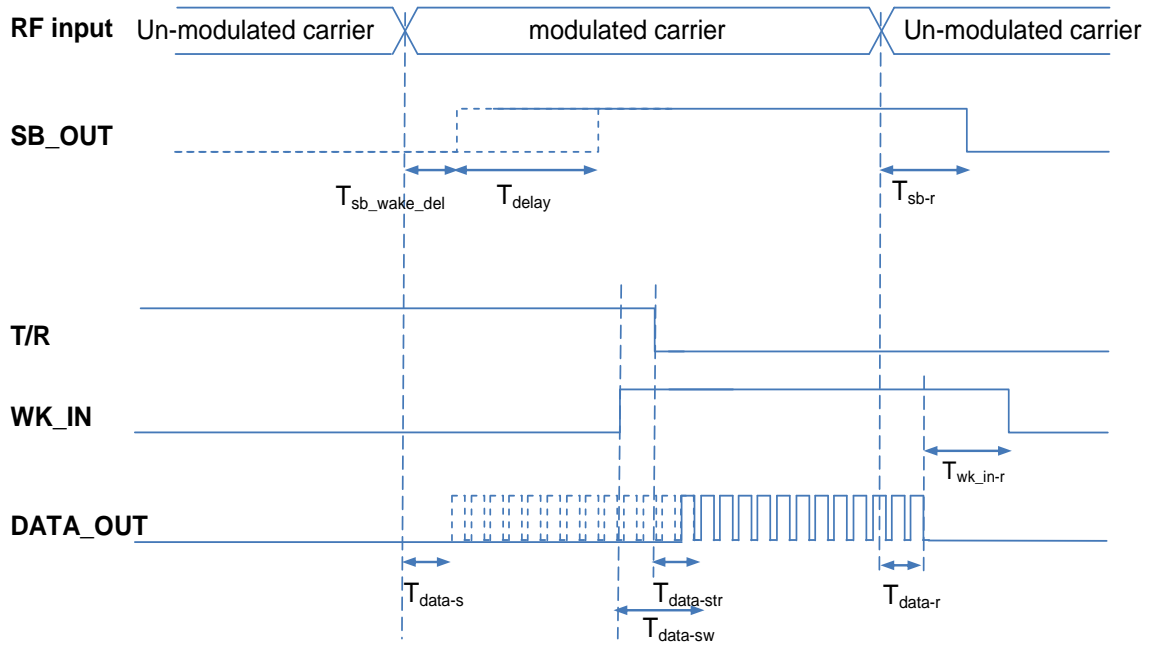 RF input Un-modulated carrier modulated carrier Un-modulated carrier
SB_OUT
Tsb_wake_del Tdelay Tsb-r
T/R
WK_IN
Twk_in-r
DATA_OUT
Tdata-s Tdata-str Tdata-r
Tdata-sw